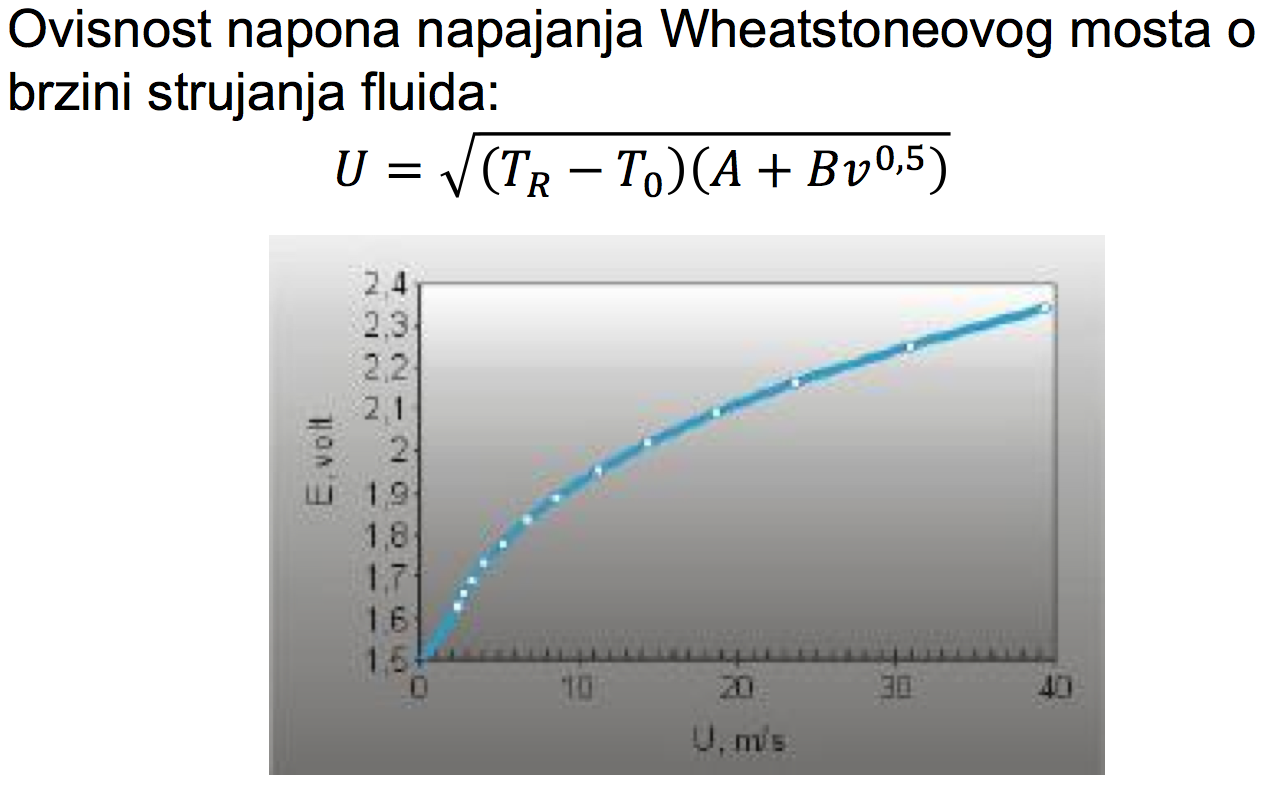 Ovisnost napona napajanja Wheatstoneovog mosta o
brzini strujanja fluida:
U = √(T_R − T_0)(A + Bv^0,5)
2,4
2,3
2,2
2,1
2
1,9
1,8
1,7
1,6
1,5
E, volt
0 10 20 30 40
U, m/s